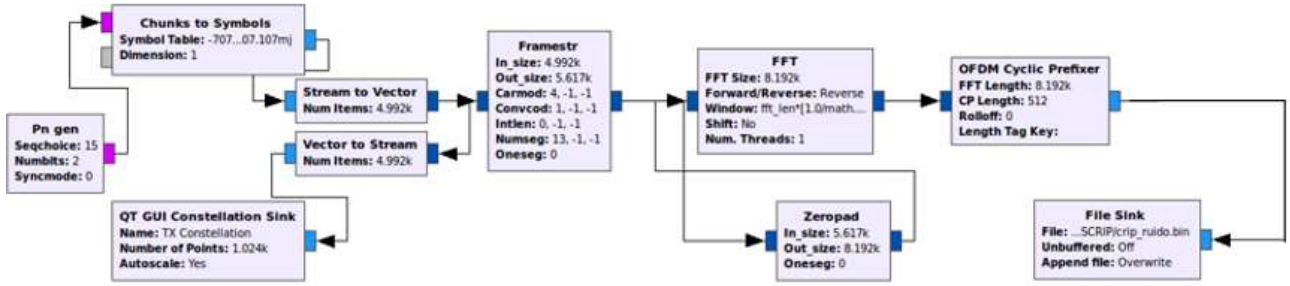 Chunks to Symbols
Symbol Table: -707...07.107mj
Dimension: 1
Pn gen
Seqchoice: 15
Numbits: 2
Syncmode: 0
Stream to Vector
Num Items: 4.992k
Vector to Stream
Num Items: 4.992k
QT GUI Constellation Sink
Name: TX Constellation
Number of Points: 1.024k
Autoscale: Yes
Framestr
In_size: 4.992k
Out_size: 5.617k
Carmod: 4, -1, -1
Convcod: 1, -1, -1
Intlen: 0, -1, -1
Numseg: 13, -1, -1
Oneseg: 0
FFT
FFT Size: 8.192k
Forward/Reverse: Reverse
Window: fft_len*[1.0/math....
Shift: No
Num. Threads: 1
Zeropad
In_size: 5.617k
Out_size: 8.192k
Oneseg: 0
OFDM Cyclic Prefixer
FFT Length: 8.192k
CP Length: 512
Rolloff: 0
Length Tag Key:
File Sink
File: ...SCRIP/crip_ruido.bin
Unbuffered: Off
Append file: Overwrite